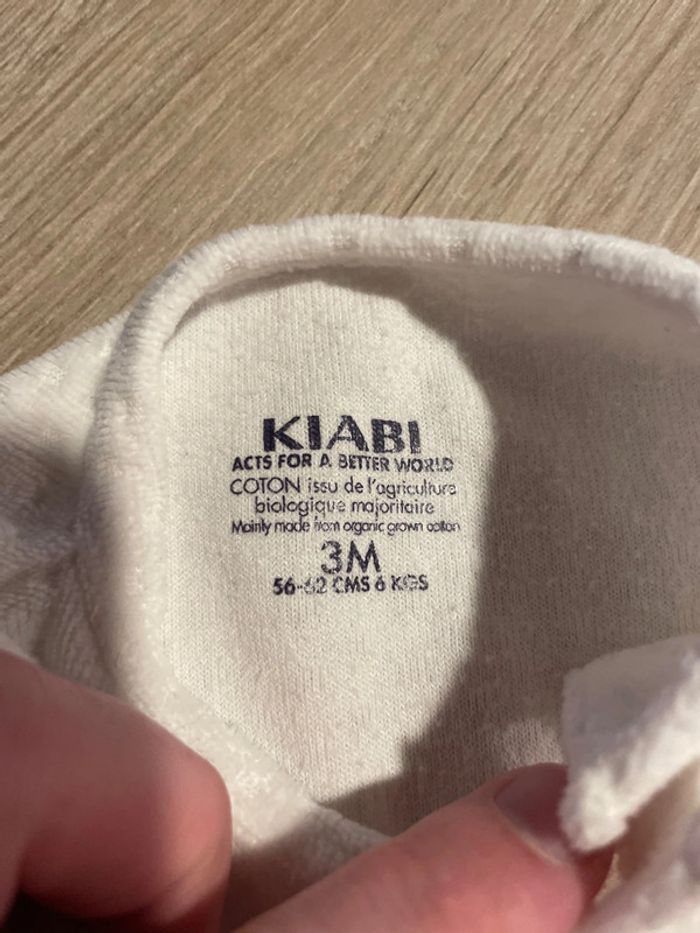 KIABI
ACTS FOR A BETTER WORLD
COTON issu de l'agriculture
biologique majoritaire
Mainly made from organic grown cotton
3M
56-62 CMS 6 KGS